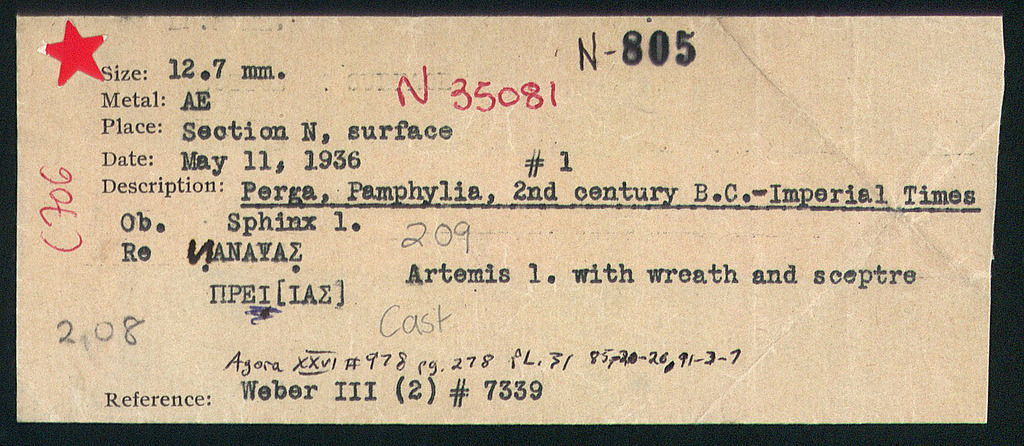 N-805
Size: 12.7 mm.
N 35081
Metal: AE
Place: Section N, surface
Date: May 11, 1936 # 1
Description: Perga, Pamphylia, 2nd century B.C.-Imperial Times
C706
Ob. Sphinx l.
209
Re ИΑΝΑΨΑΣ
Artemis l. with wreath and sceptre
ΠΡΕΙ[ΙΑΣ]
2,08
Cast
Agora XXVI #978 pg. 278 PL. 31
Reference: Weber III (2) # 7339